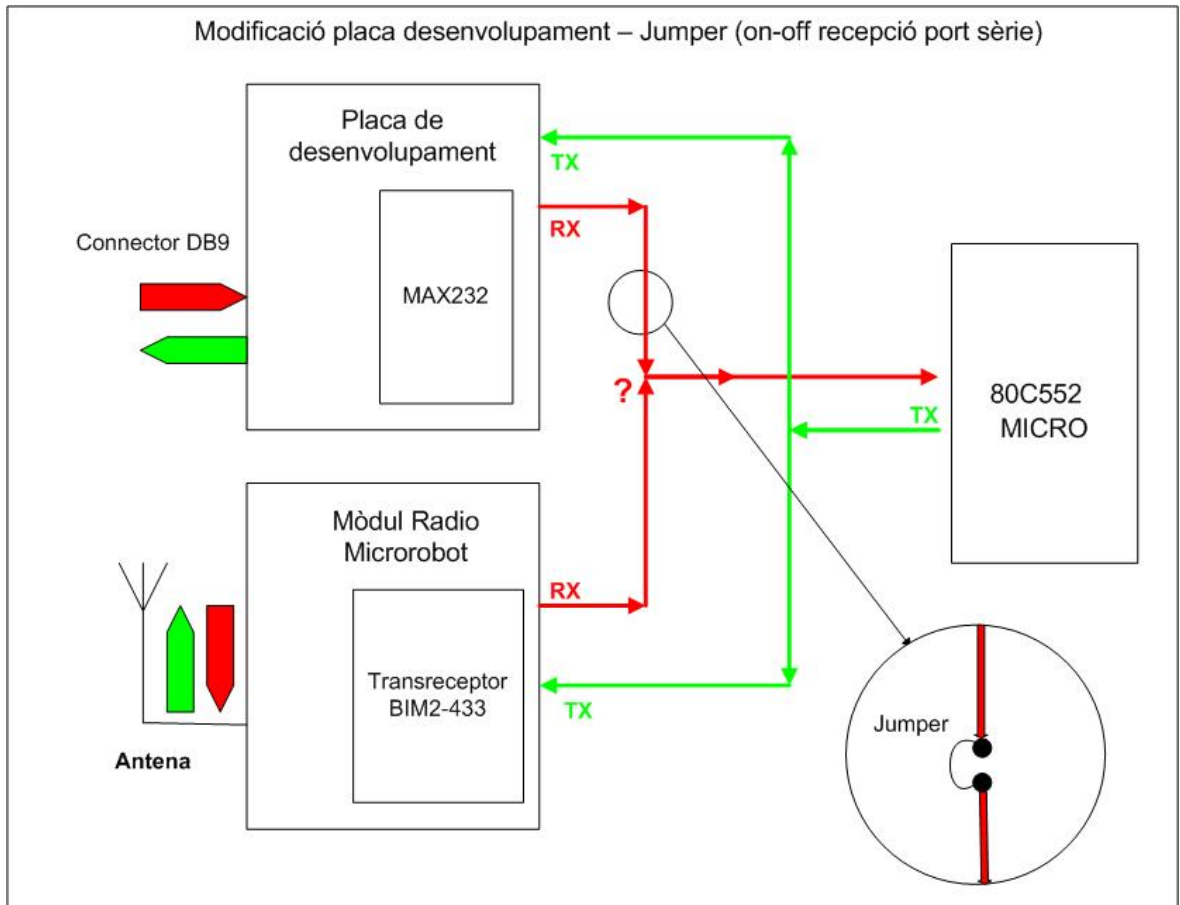 Modificació placa desenvolupament – Jumper (on-off recepció port sèrie)
Placa de
desenvolupament
TX
RX
Connector DB9
MAX232
?
80C552
MICRO
TX
Mòdul Radio
Microrobot
RX
Transreceptor
BIM2-433
TX
Jumper
Antena